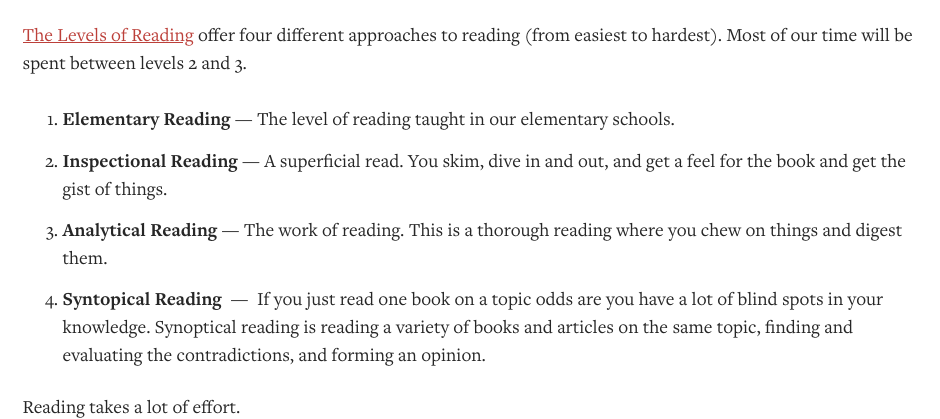 The Levels of Reading offer four different approaches to reading (from easiest to hardest). Most of our time will be
spent between levels 2 and 3.
1. Elementary Reading — The level of reading taught in our elementary schools.
2. Inspectional Reading — A superficial read. You skim, dive in and out, and get a feel for the book and get the
gist of things.
3. Analytical Reading — The work of reading. This is a thorough reading where you chew on things and digest
them.
4. Syntopical Reading — If you just read one book on a topic odds are you have a lot of blind spots in your
knowledge. Synoptical reading is reading a variety of books and articles on the same topic, finding and
evaluating the contradictions, and forming an opinion.
Reading takes a lot of effort.